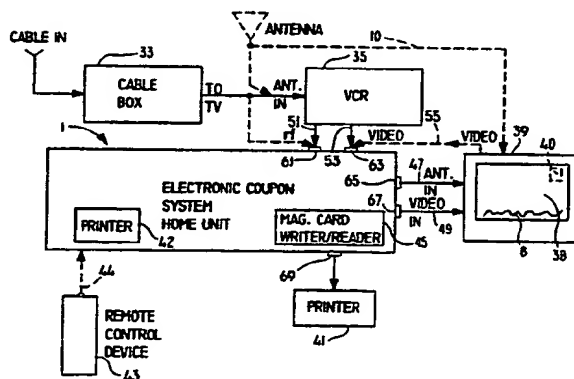 ANTENNA
10
CABLE IN
33
35
CABLE BOX
TO TV
ANT. IN
VCR
1
51
53
VIDEO
55
VIDEO
39
61
63
40
65
47
ANT. IN
ELECTRONIC COUPON SYSTEM HOME UNIT
67
VIDEO IN
49
8
38
PRINTER
42
MAG. CARD WRITER/READER
45
69
44
PRINTER
41
REMOTE CONTROL DEVICE
43